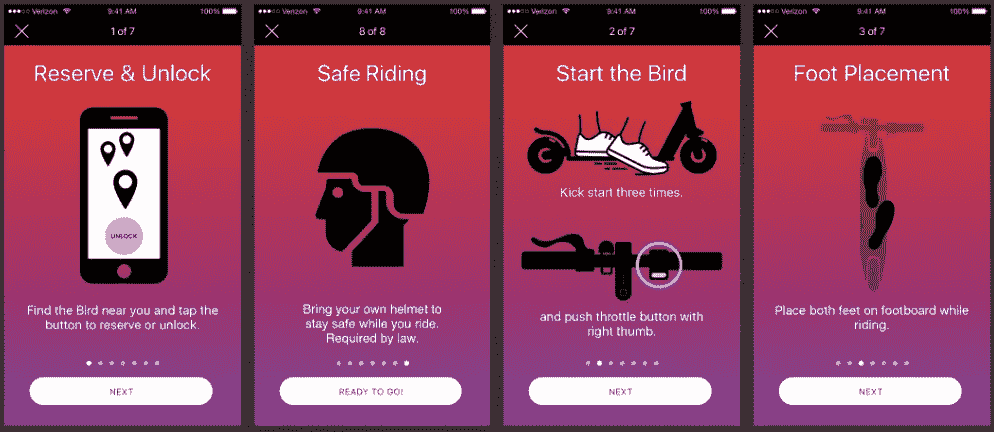 Verizon 9:41 AM 100%
1 of 7
Reserve & Unlock
UNLOCK
Find the Bird near you and tap the
button to reserve or unlock.
NEXT
Verizon 9:41 AM 100%
8 of 8
Safe Riding
Bring your own helmet to
stay safe while you ride.
Required by law.
READY TO GO!
Verizon 9:41 AM 100%
2 of 7
Start the Bird
Kick start three times.
and push throttle button with
right thumb.
NEXT
Verizon 9:41 AM 100%
3 of 7
Foot Placement
Place both feet on footboard while
riding.
NEXT